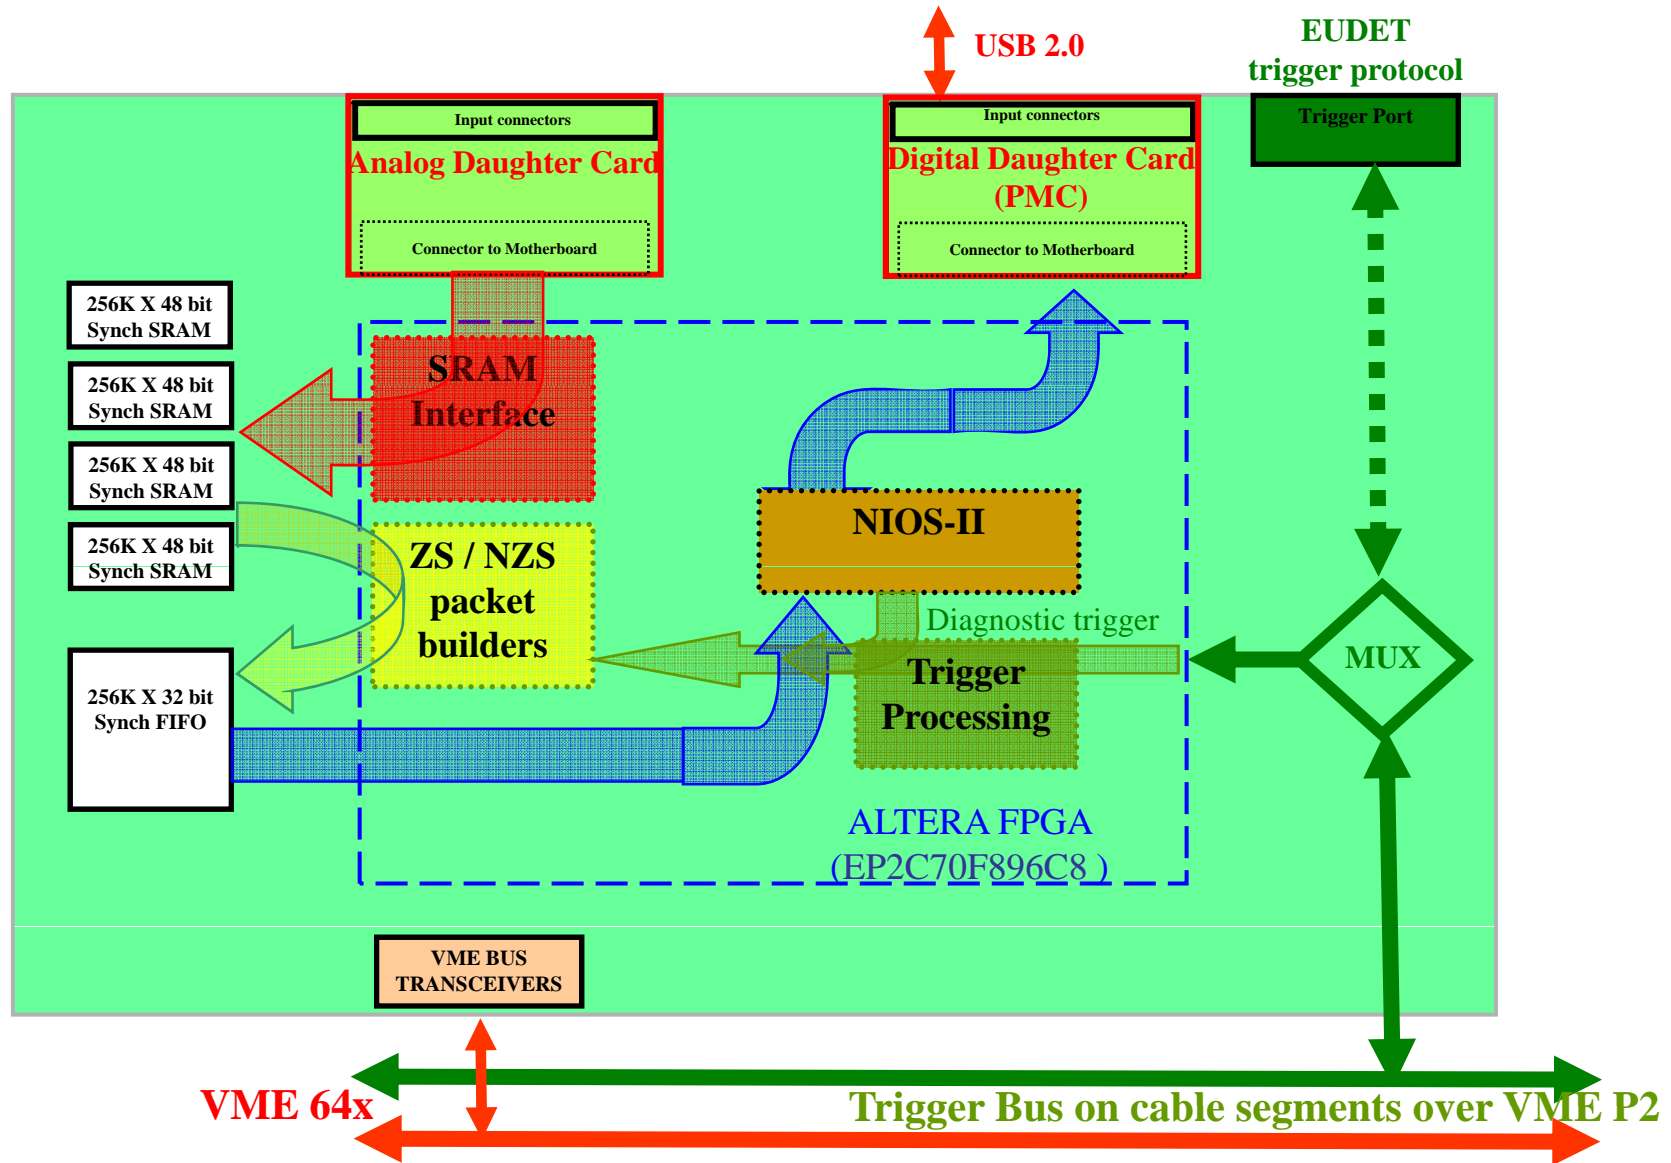 USB 2.0
EUDET
trigger protocol
Input connectors
Analog Daughter Card
Connector to Motherboard
Input connectors
Digital Daughter Card
(PMC)
Connector to Motherboard
Trigger Port
256K X 48 bit
Synch SRAM
256K X 48 bit
Synch SRAM
256K X 48 bit
Synch SRAM
256K X 48 bit
Synch SRAM
256K X 32 bit
Synch FIFO
SRAM
Interface
ZS / NZS
packet
builders
NIOS-II
Diagnostic trigger
Trigger
Processing
MUX
ALTERA FPGA
(EP2C70F896C8 )
VME BUS
TRANSCEIVERS
VME 64x
Trigger Bus on cable segments over VME P2